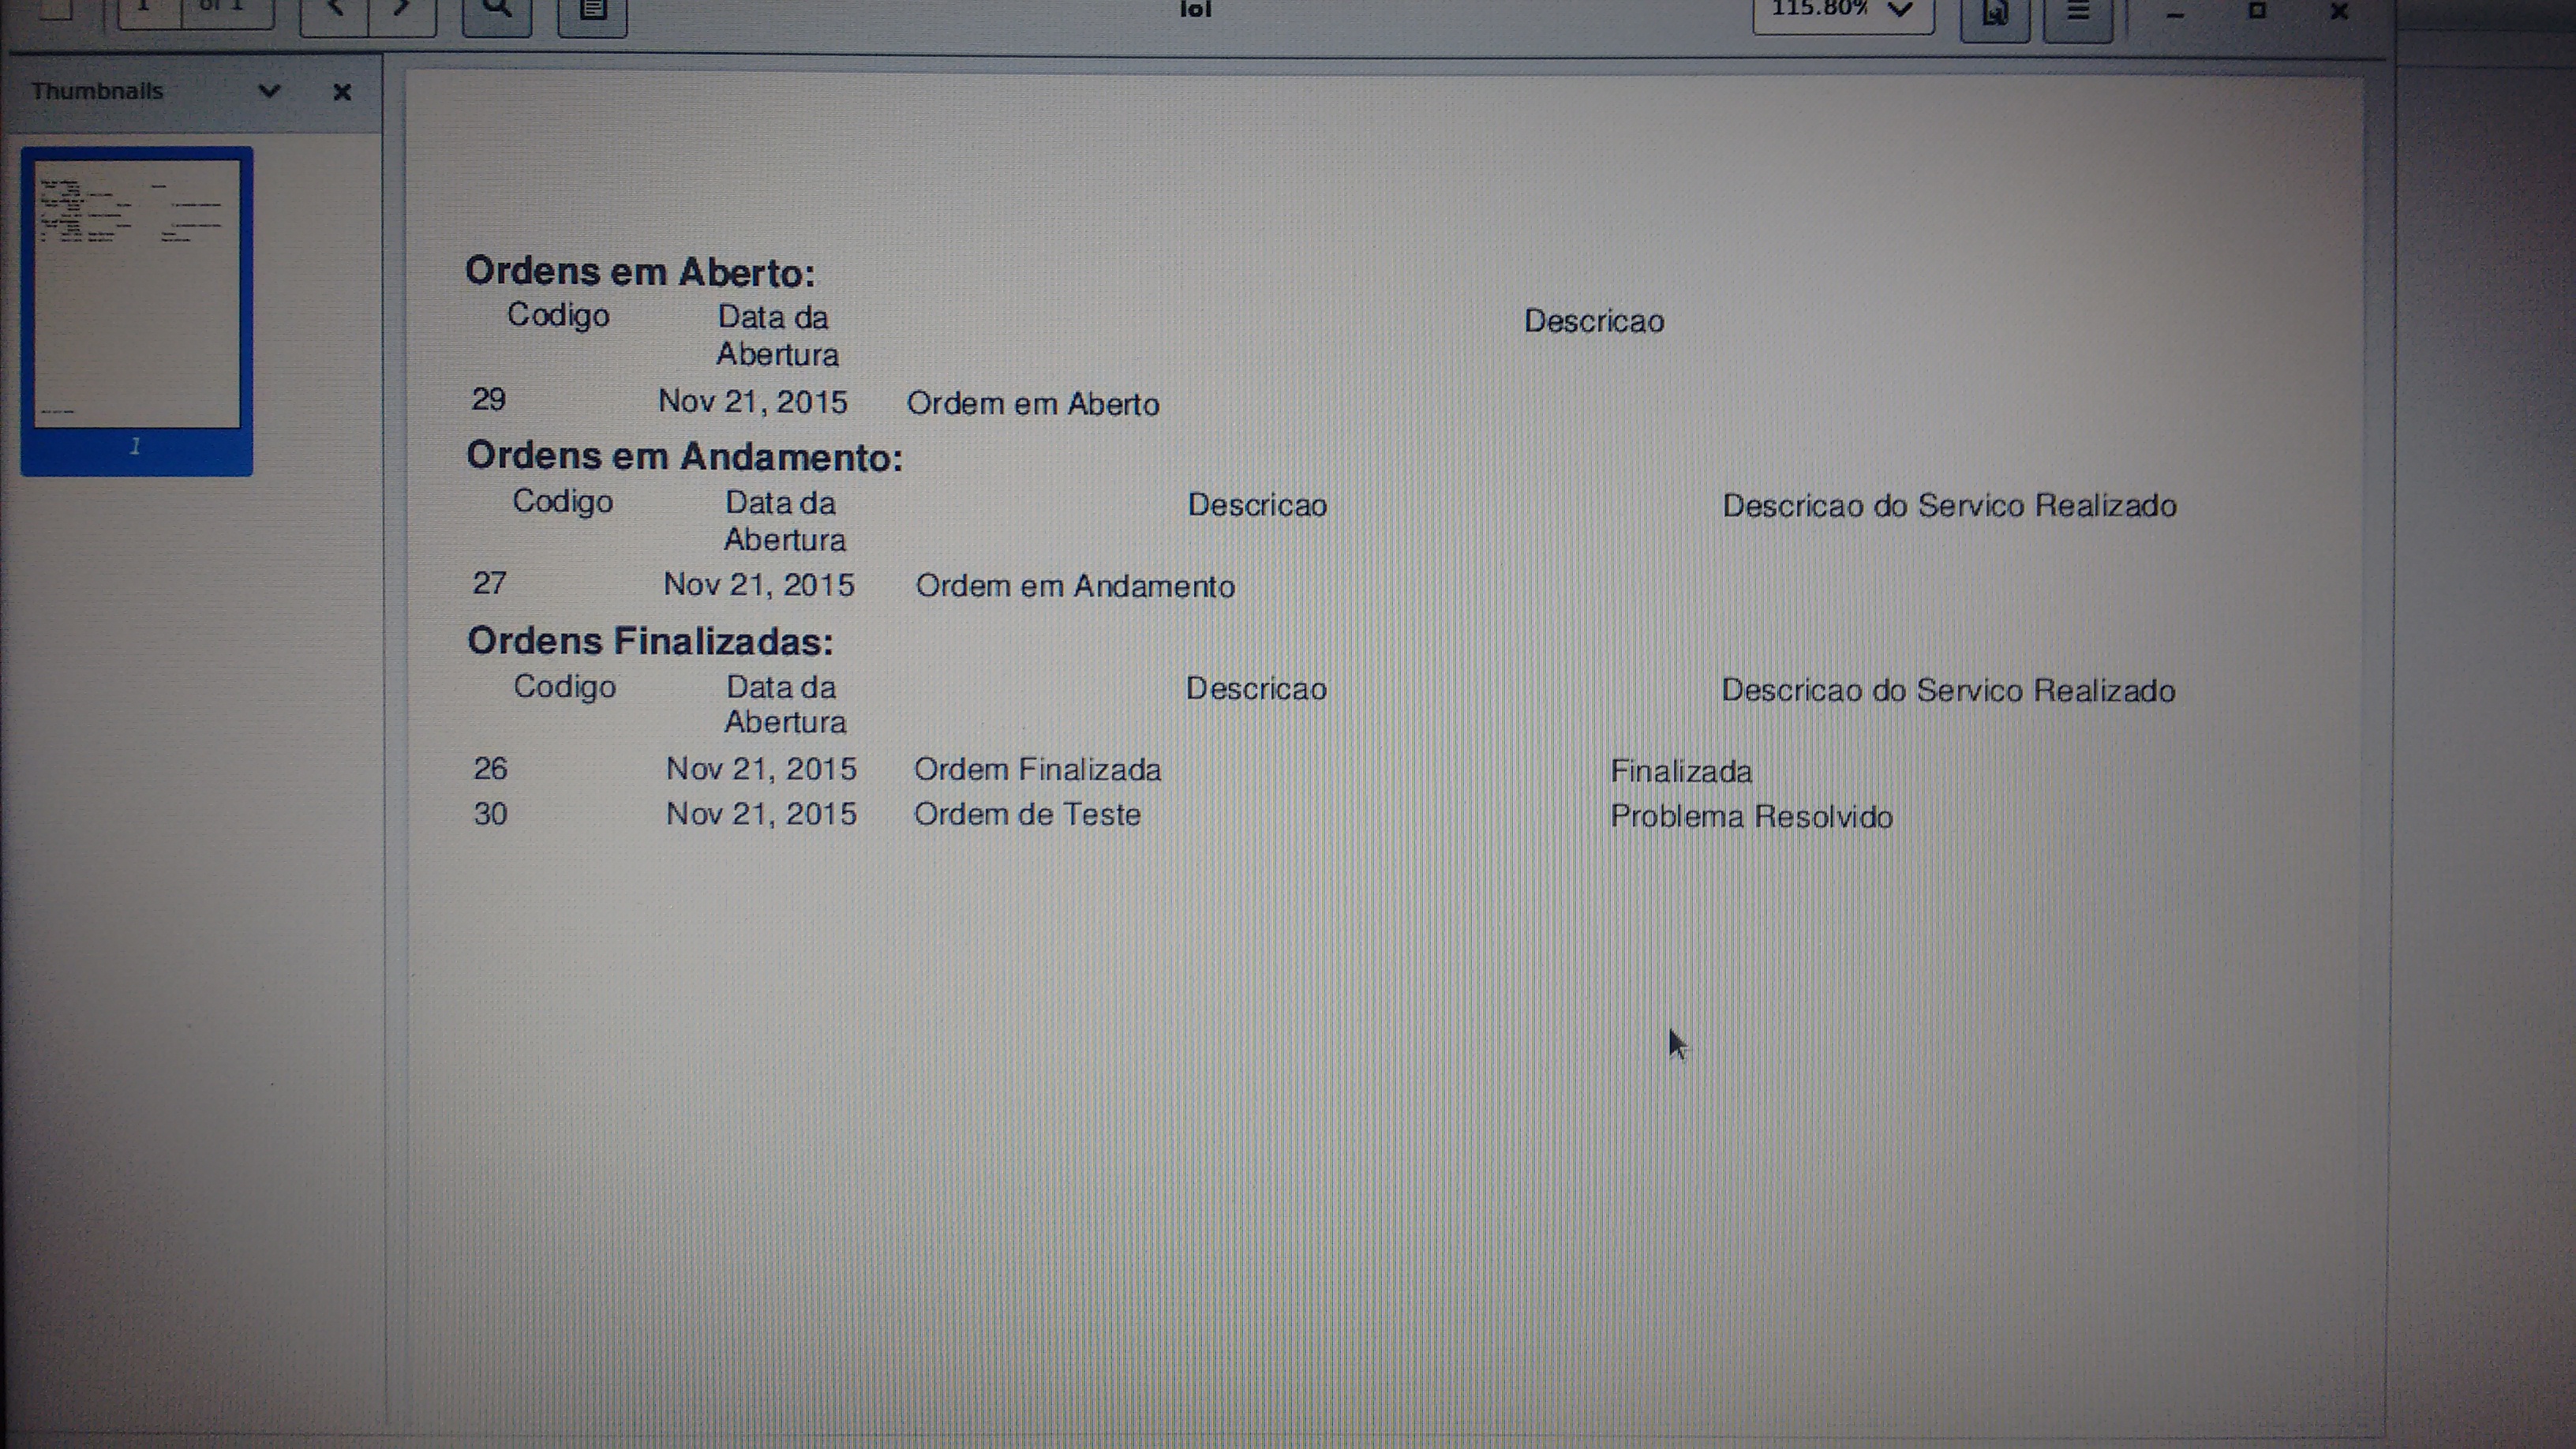 1 of 1
lol
115.80%
Thumbnails
1
Ordens em Aberto:
Codigo Data da Abertura Descricao
29 Nov 21, 2015 Ordem em Aberto
Ordens em Andamento:
Codigo Data da Abertura Descricao Descricao do Servico Realizado
27 Nov 21, 2015 Ordem em Andamento
Ordens Finalizadas:
Codigo Data da Abertura Descricao Descricao do Servico Realizado
26 Nov 21, 2015 Ordem Finalizada Finalizada
30 Nov 21, 2015 Ordem de Teste Problema Resolvido